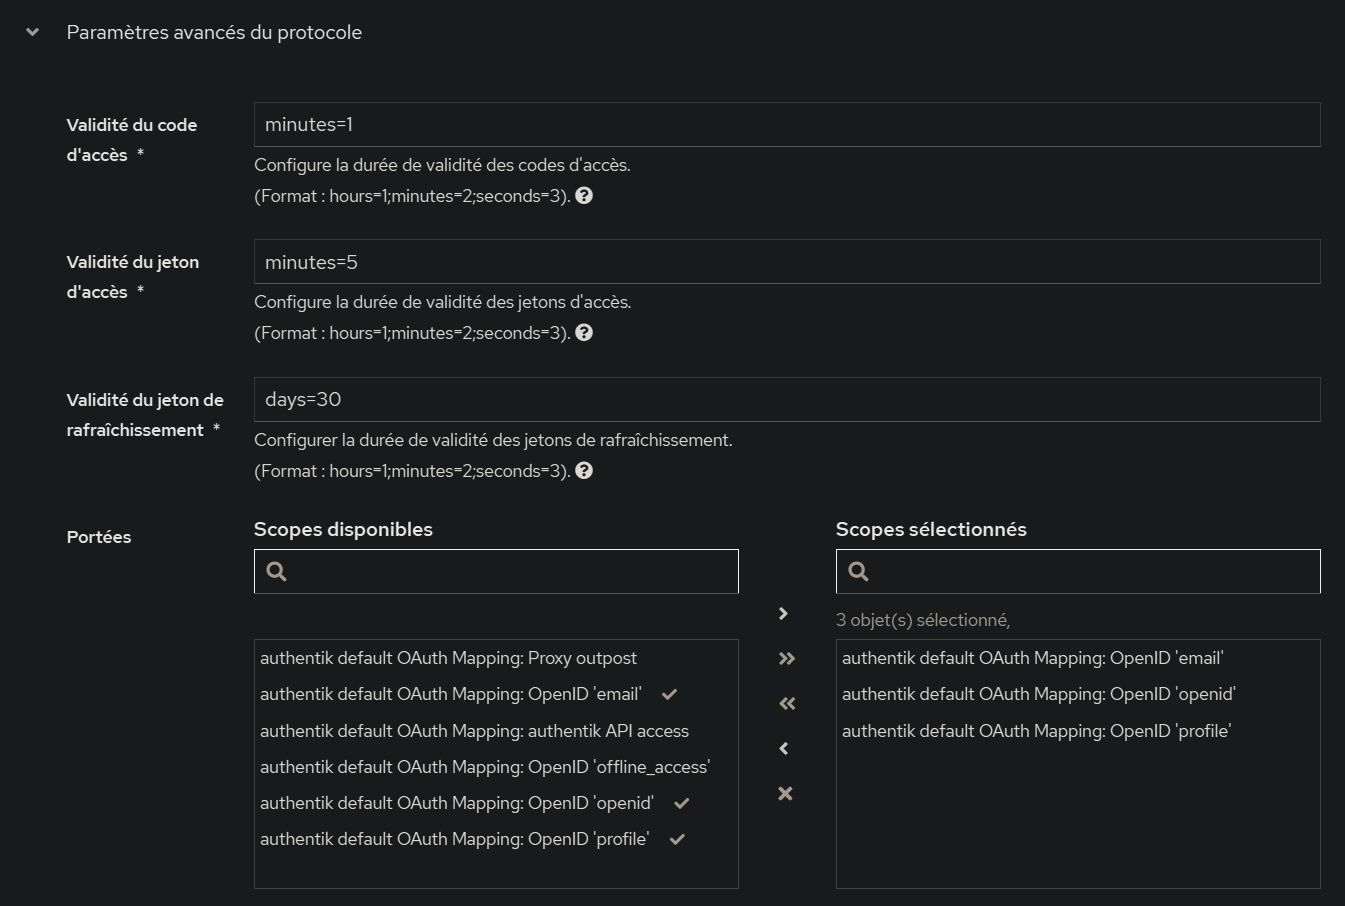 Paramètres avancés du protocole
Validité du code
d'accès *
minutes=1
Configure la durée de validité des codes d'accès.
(Format : hours=1;minutes=2;seconds=3).
Validité du jeton
d'accès *
minutes=5
Configure la durée de validité des jetons d'accès.
(Format : hours=1;minutes=2;seconds=3).
Validité du jeton de
rafraîchissement *
days=30
Configurer la durée de validité des jetons de rafraîchissement.
(Format : hours=1;minutes=2;seconds=3).
Portées
Scopes disponibles
authentik default OAuth Mapping: Proxy outpost
authentik default OAuth Mapping: OpenID 'email'
authentik default OAuth Mapping: authentik API access
authentik default OAuth Mapping: OpenID 'offline_access'
authentik default OAuth Mapping: OpenID 'openid'
authentik default OAuth Mapping: OpenID 'profile'
Scopes sélectionnés
3 objet(s) sélectionné,
authentik default OAuth Mapping: OpenID 'email'
authentik default OAuth Mapping: OpenID 'openid'
authentik default OAuth Mapping: OpenID 'profile'